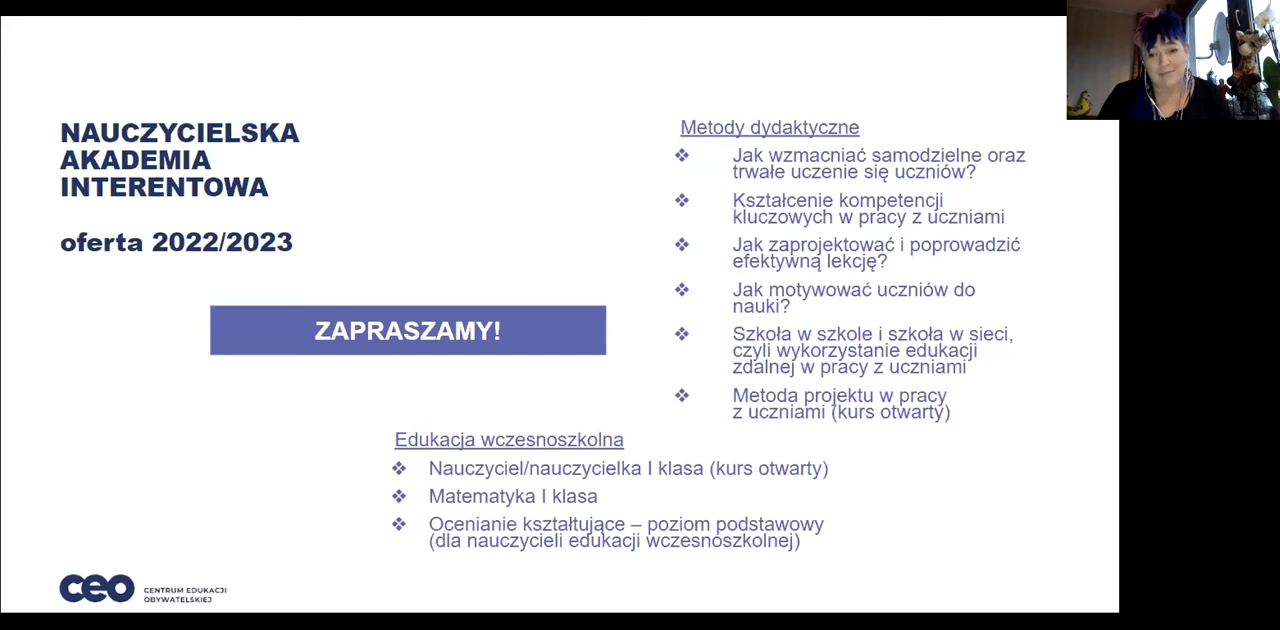 NAUCZYCIELSKA
AKADEMIA
INTERENTOWA
oferta 2022/2023
ZAPRASZAMY!
Metody dydaktyczne
❖ Jak wzmacniać samodzielne oraz
trwałe uczenie się uczniów?
❖ Kształcenie kompetencji
kluczowych w pracy z uczniami
❖ Jak zaprojektować i poprowadzić
efektywną lekcję?
❖ Jak motywować uczniów do
nauki?
❖ Szkoła w szkole i szkoła w sieci,
czyli wykorzystanie edukacji
zdalnej w pracy z uczniami
❖ Metoda projektu w pracy
z uczniami (kurs otwarty)
Edukacja wczesnoszkolna
❖ Nauczyciel/nauczycielka I klasa (kurs otwarty)
❖ Matematyka I klasa
❖ Ocenianie kształtujące – poziom podstawowy
(dla nauczycieli edukacji wczesnoszkolnej)
ceo
CENTRUM EDUKACJI
OBYWATELSKIEJ